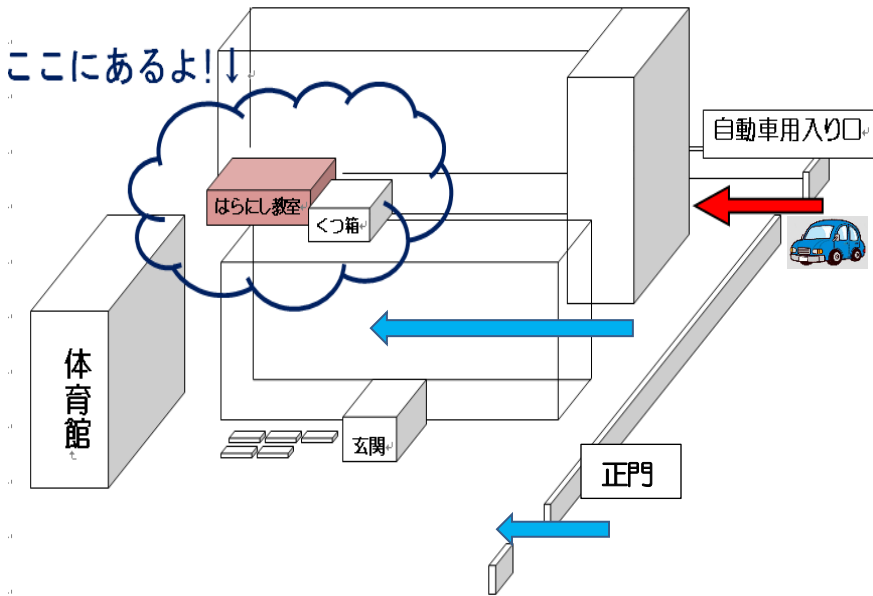 ここにあるよ!↓
自動車用入り口
はらにし教室
くつ箱
体育館
玄関
正門